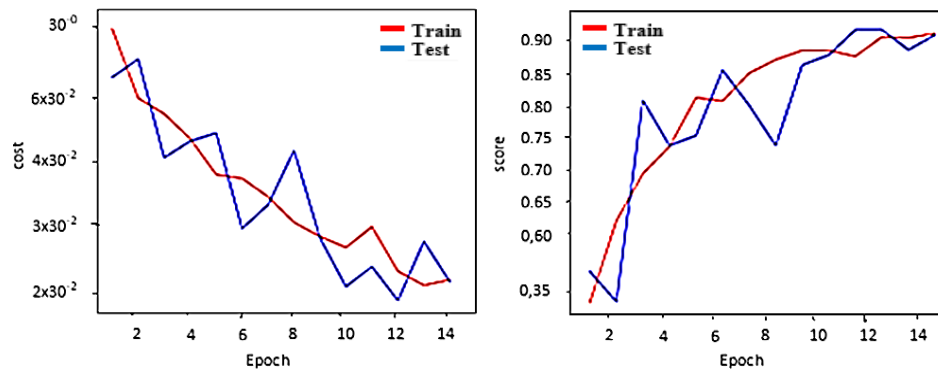 30⁻⁰
6x30⁻²
4x30⁻²
3x30⁻²
2x30⁻²
cost
Train
Test
2 4 6 8 10 12 14
Epoch
0.90
0.85
0.80
0.75
0.70
0.65
0,60
0,35
score
Train
Test
2 4 6 8 10 12 14
Epoch